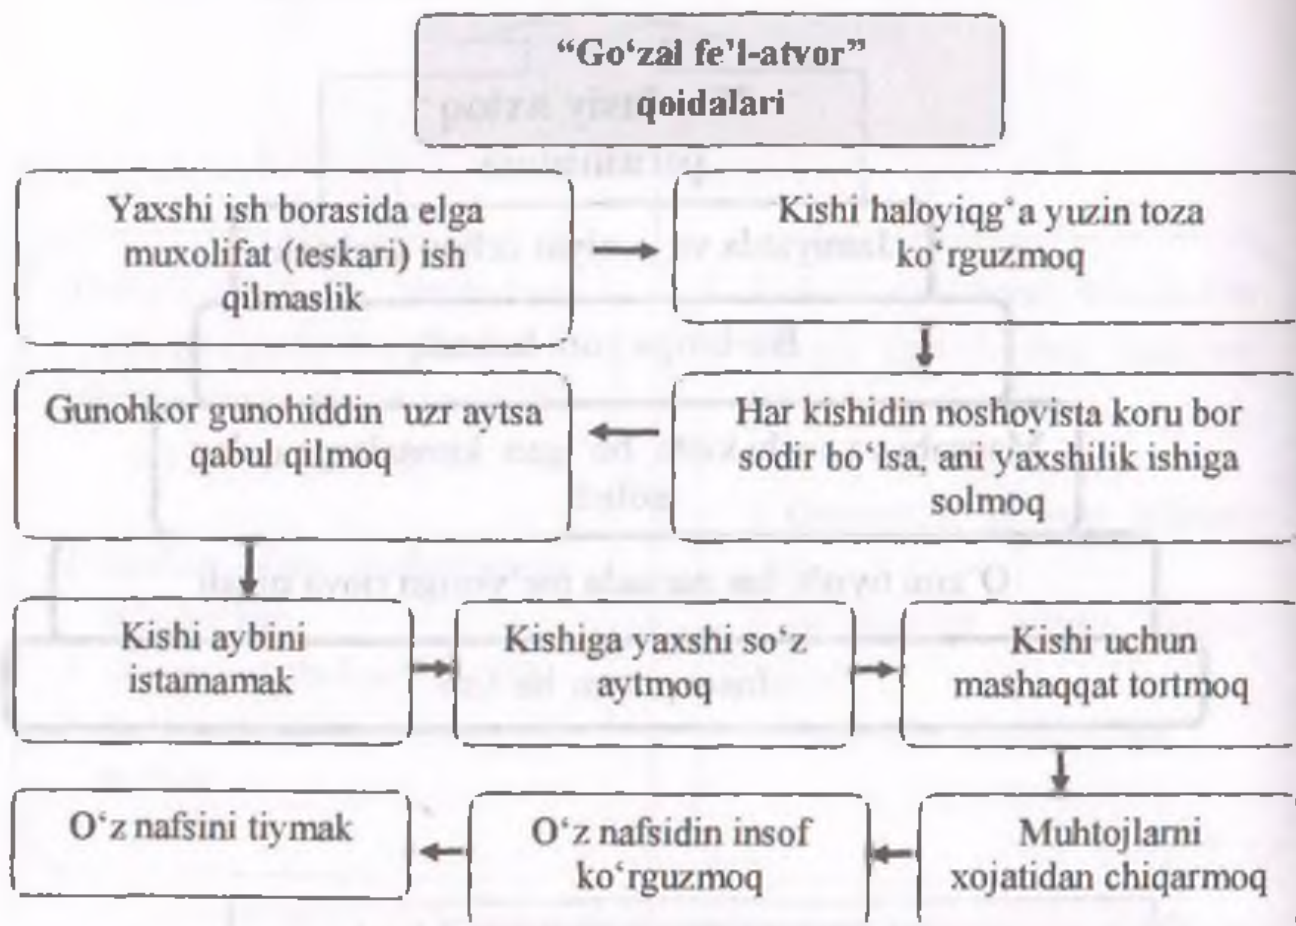 “Go‘zal fe’l-atvor”
qoidalari
Yaxshi ish borasida elga
muxolifat (teskari) ish
qilmaslik
Kishi haloyiqg‘a yuzin toza
ko‘rguzmoq
Har kishidin noshovista koru bor
sodir bo‘lsa, ani yaxshilik ishiga
solmoq
Gunohkor gunohiddin uzr aytsa
qabul qilmoq
Kishi aybini
istamamak
Kishiga yaxshi so‘z
aytmoq
Kishi uchun
mashaqqat tortmoq
Muhtojlarni
xojatidan chiqarmoq
O‘z nafsidin insof
ko‘rguzmoq
O‘z nafsini tiymak